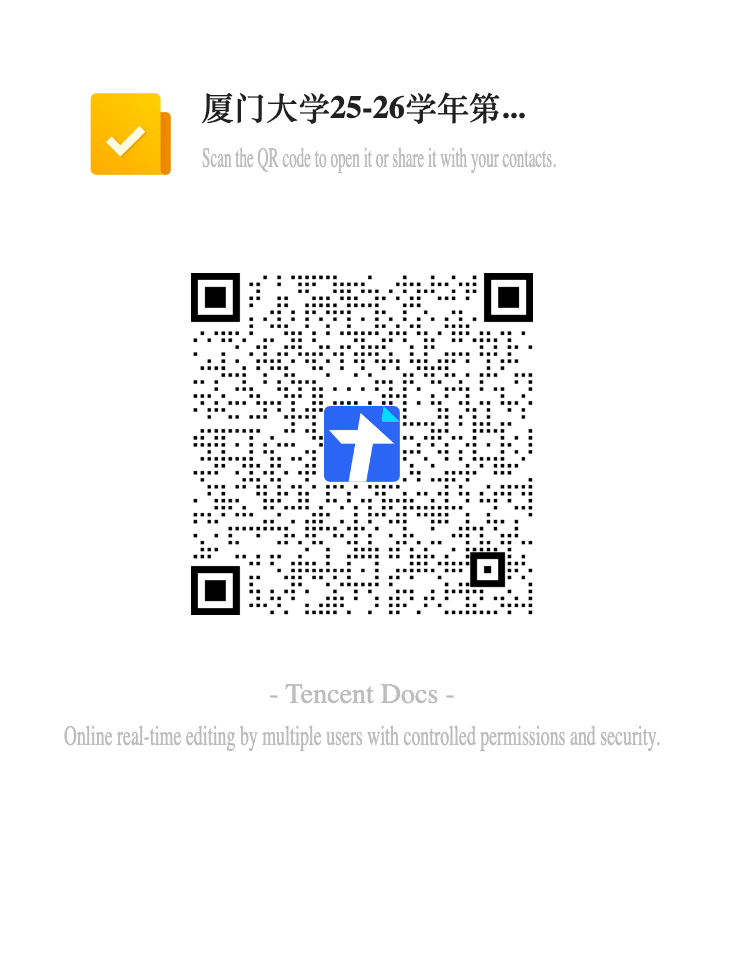 厦门大学25-26学年第...
Scan the QR code to open it or share it with your contacts.
- Tencent Docs -
Online real-time editing by multiple users with controlled permissions and security.